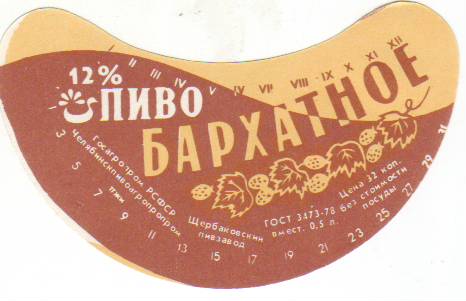 II III IV V VI VII VIII IX X XI XII
12%
ПИВО
БАРХАТНОЕ
Госагропром РСФСР
Челябинскпивоагропропром
ТПЖН
Щербаковский
пивзавод
ГОСТ 3473-78
вмест. 0,5 л.
Цена 32 коп.
без стоимости
посуды
3 5 7 9 11 13 15 17 19 21 23 25 27 29 31